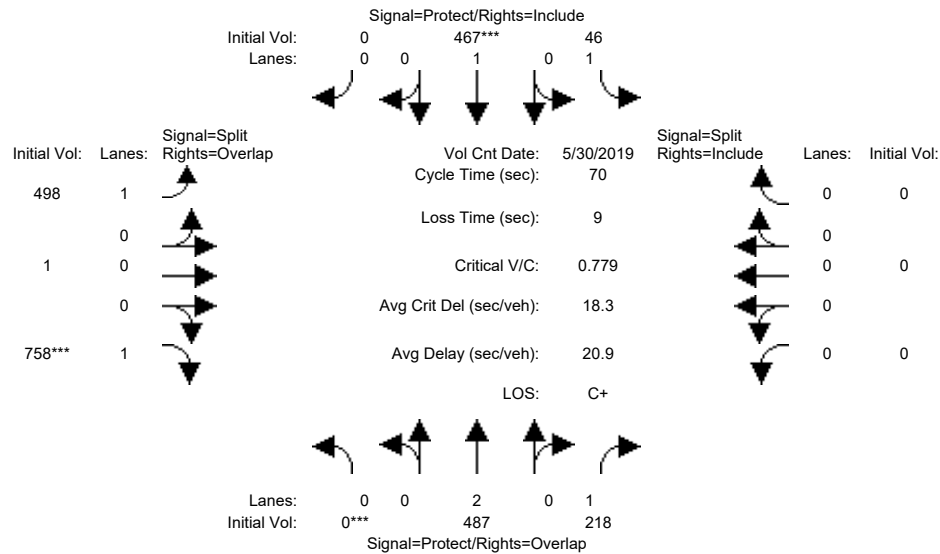 Signal=Protect/Rights=Include
Initial Vol: 0 467*** 46
Lanes: 0 0 1 0 1
Signal=Split
Rights=Overlap
Signal=Split
Rights=Include
Initial Vol: Lanes:
Vol Cnt Date: 5/30/2019
Lanes: Initial Vol:
Cycle Time (sec): 70
498 1
0 0
Loss Time (sec): 9
0
0
1 0
Critical V/C: 0.779
0 0
0
Avg Crit Del (sec/veh): 18.3
0
758*** 1
Avg Delay (sec/veh): 20.9
0 0
LOS: C+
Lanes: 0 0 2 0 1
Initial Vol: 0*** 487 218
Signal=Protect/Rights=Overlap